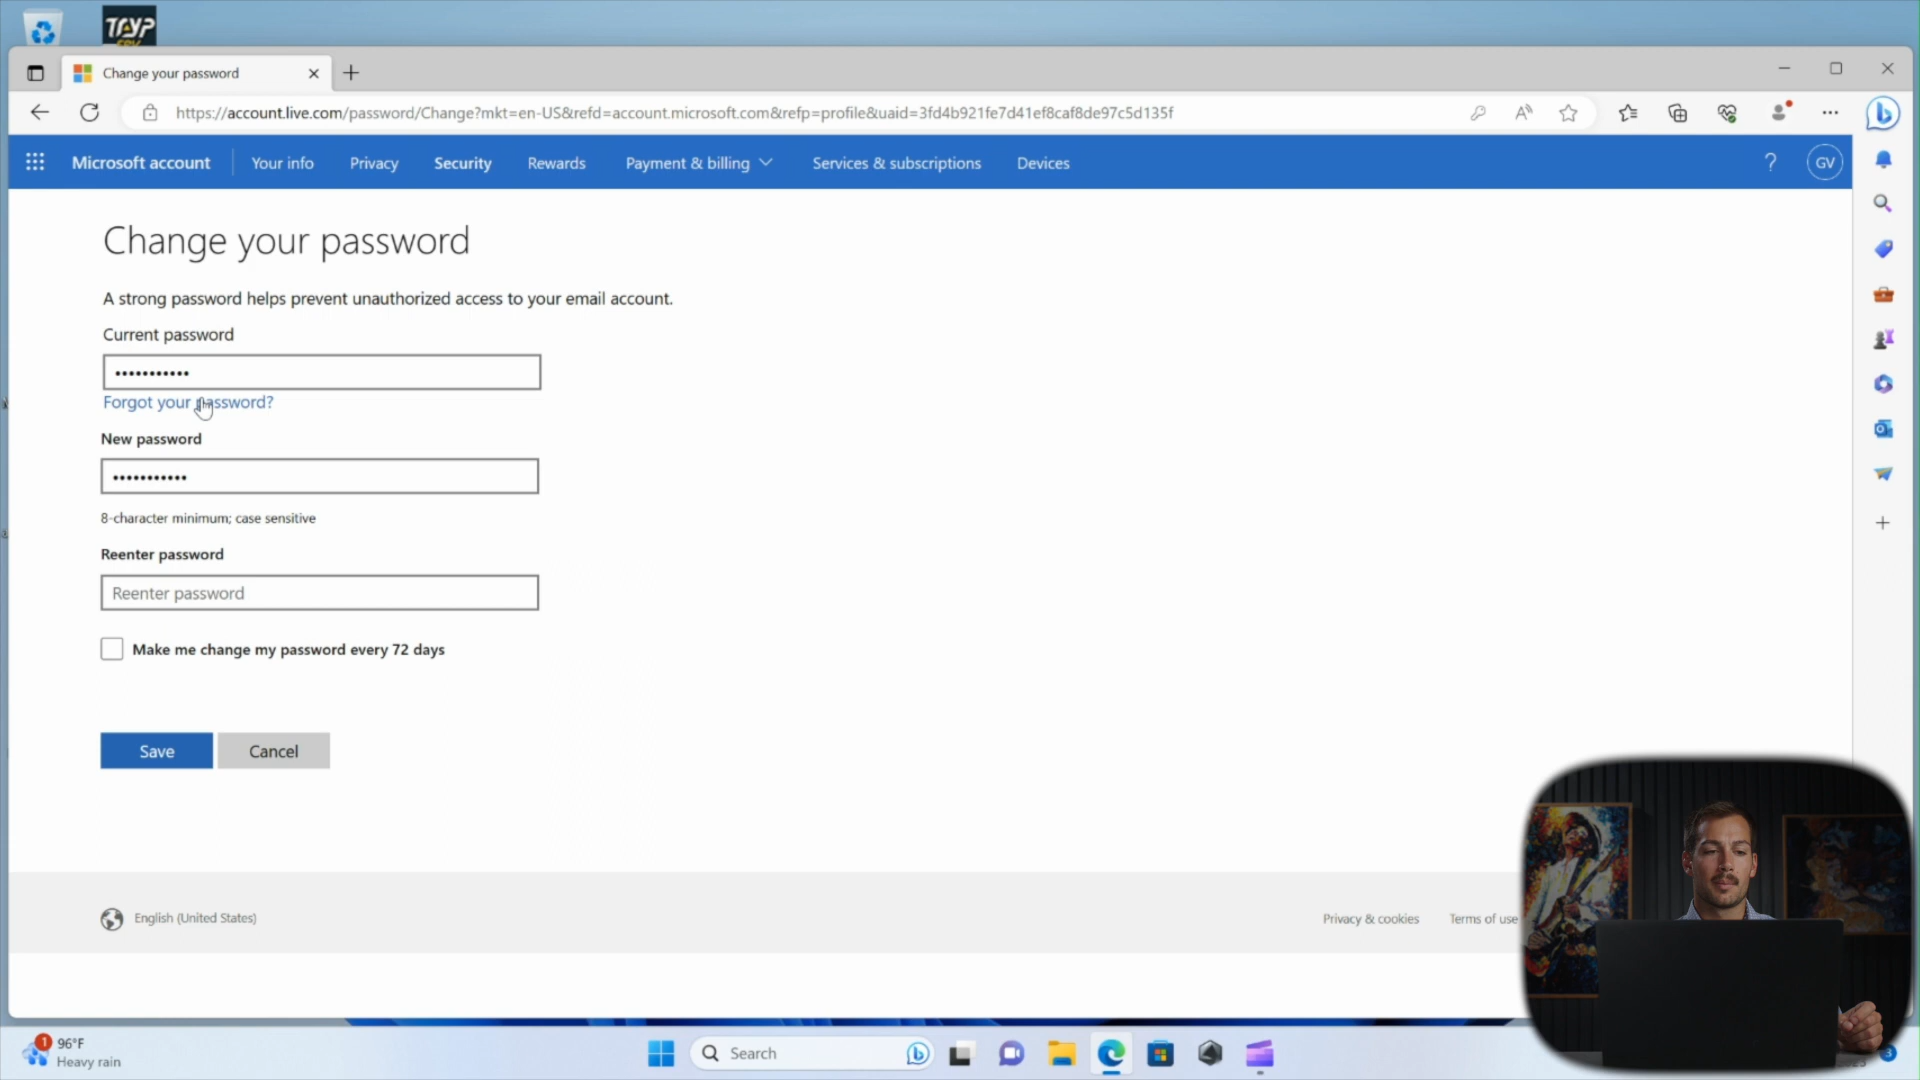 TRYP
FPV
Change your password
https://account.live.com/password/Change?mkt=en-US&refd=account.microsoft.com&refp=profile&uaid=3fd4b921fe7d41ef8caf8de97c5d135f
Microsoft account
Your info
Privacy
Security
Rewards
Payment & billing
Services & subscriptions
Devices
?
GV
Change your password
A strong password helps prevent unauthorized access to your email account.
Current password
•••••••••••
Forgot your password?
New password
•••••••••••
8-character minimum; case sensitive
Reenter password
Reenter password
Make me change my password every 72 days
Save
Cancel
English (United States)
Privacy & cookies
Terms of use
1
96°F
Heavy rain
Search
3